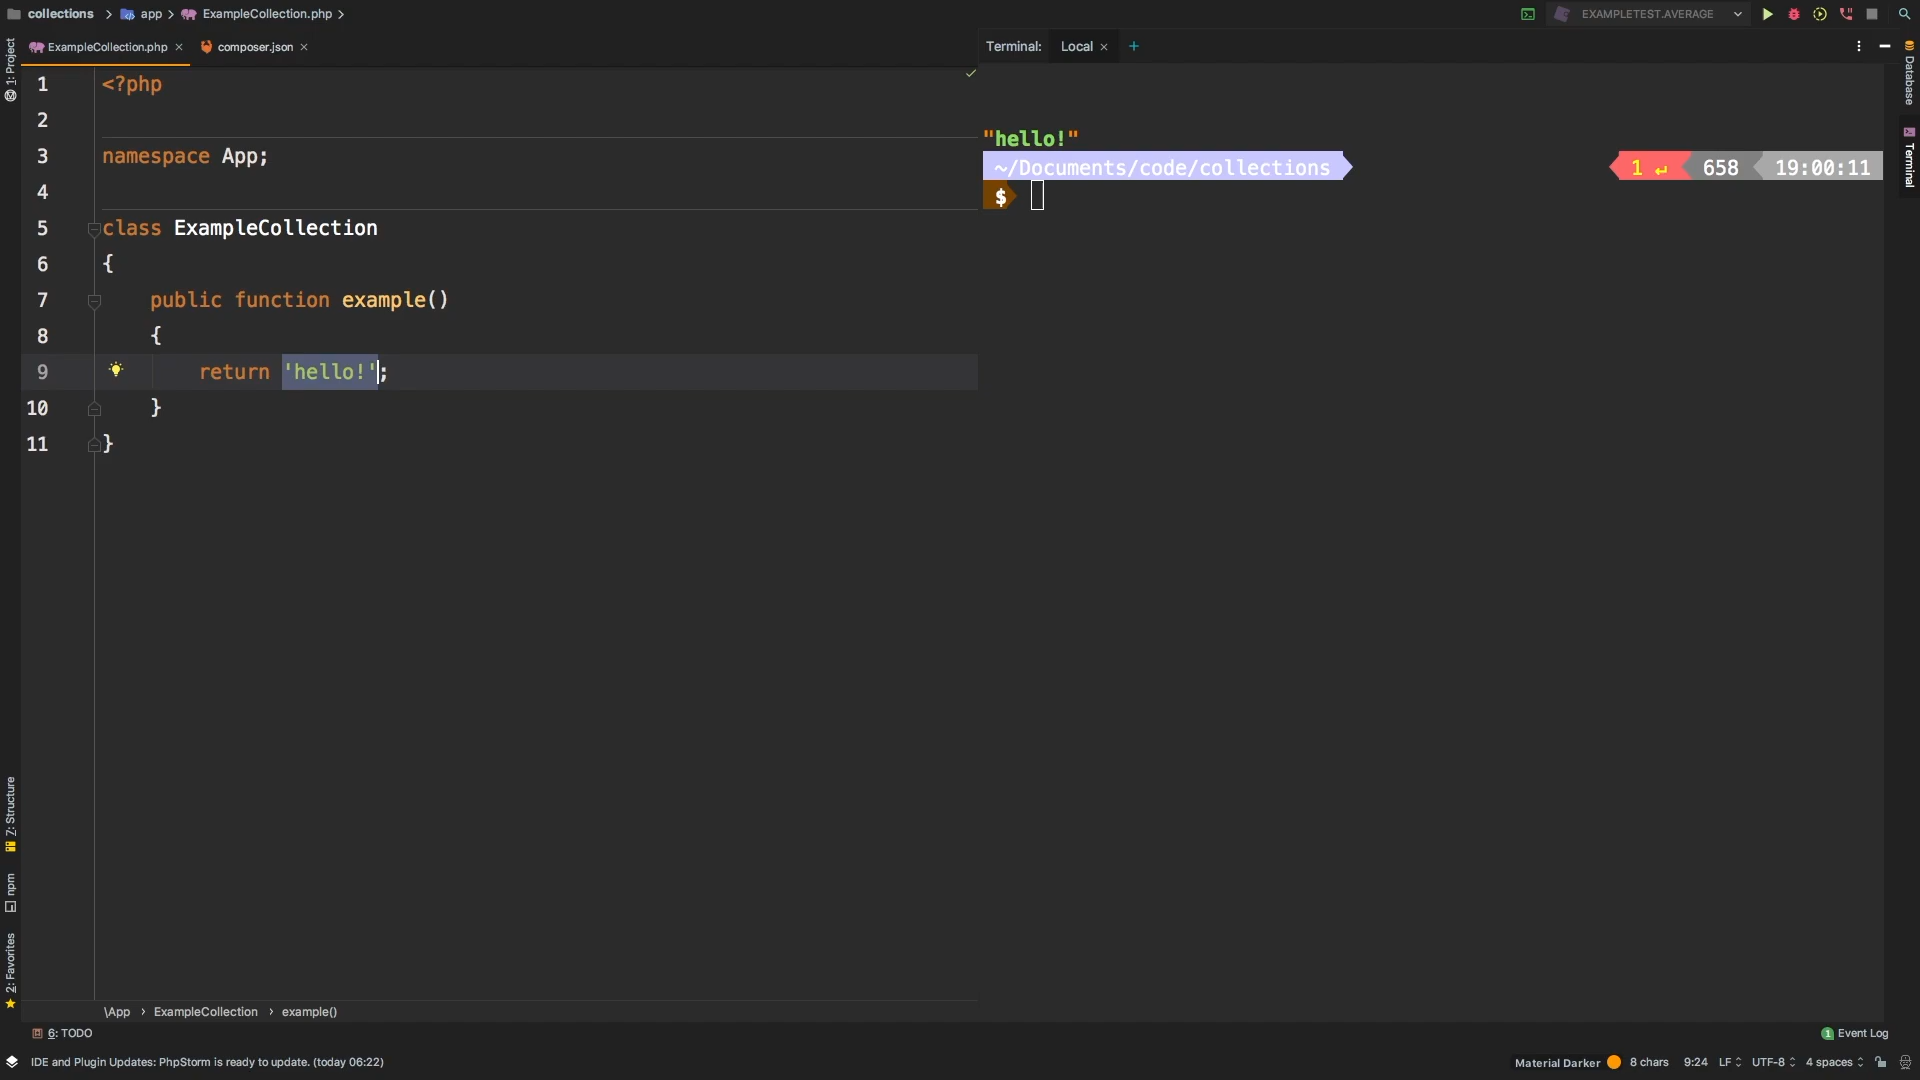 collections app ExampleCollection.php EXAMPLETEST.AVERAGE
1: Project
ExampleCollection.php composer.json
Terminal: Local +
Database
Terminal
1 <?php
2
3 namespace App;
4
5 class ExampleCollection
6 {
7 public function example()
8 {
9 return 'hello!';
10 }
11 }
"hello!"
~/Documents/code/collections 1 ↵ 658 19:00:11
$
Z: Structure
npm
2: Favorites
\App › ExampleCollection › example()
6: TODO
1 Event Log
IDE and Plugin Updates: PhpStorm is ready to update. (today 06:22)
Material Darker 8 chars 9:24 LF UTF-8 4 spaces